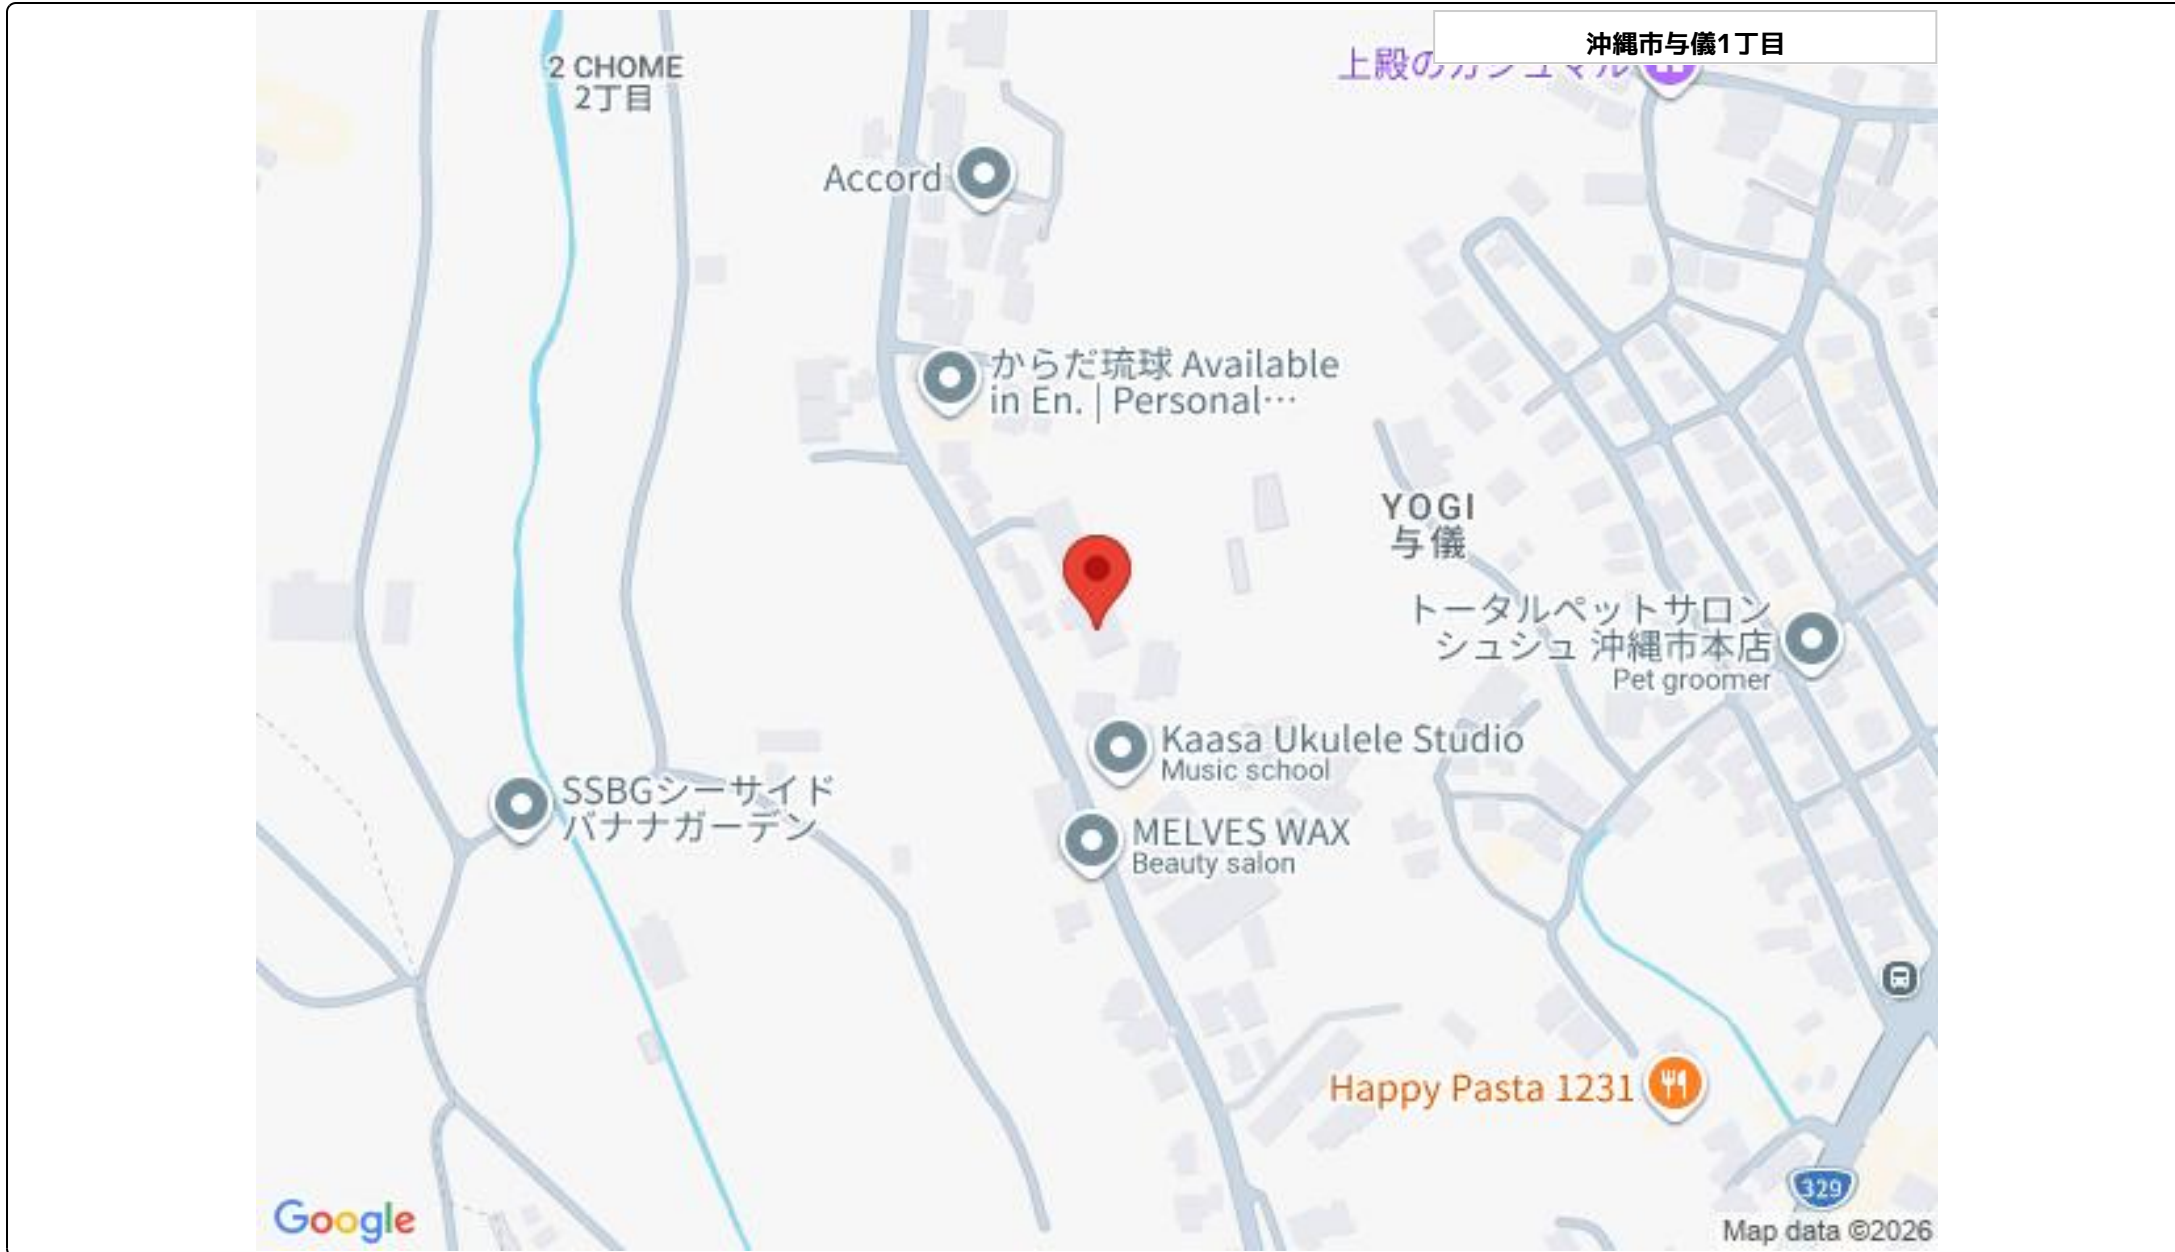 沖縄市与儀1丁目
2 CHOME
2丁目
上殿の
Accord
からだ琉球 Available
in En. | Personal…
YOGI
与儀
トータルペットサロン
シュシュ 沖縄市本店
Pet groomer
Kaasa Ukulele Studio
Music school
SSBGシーサイド
バナナガーデン
MELVES WAX
Beauty salon
Happy Pasta 1231
329
Google
Map data ©2026